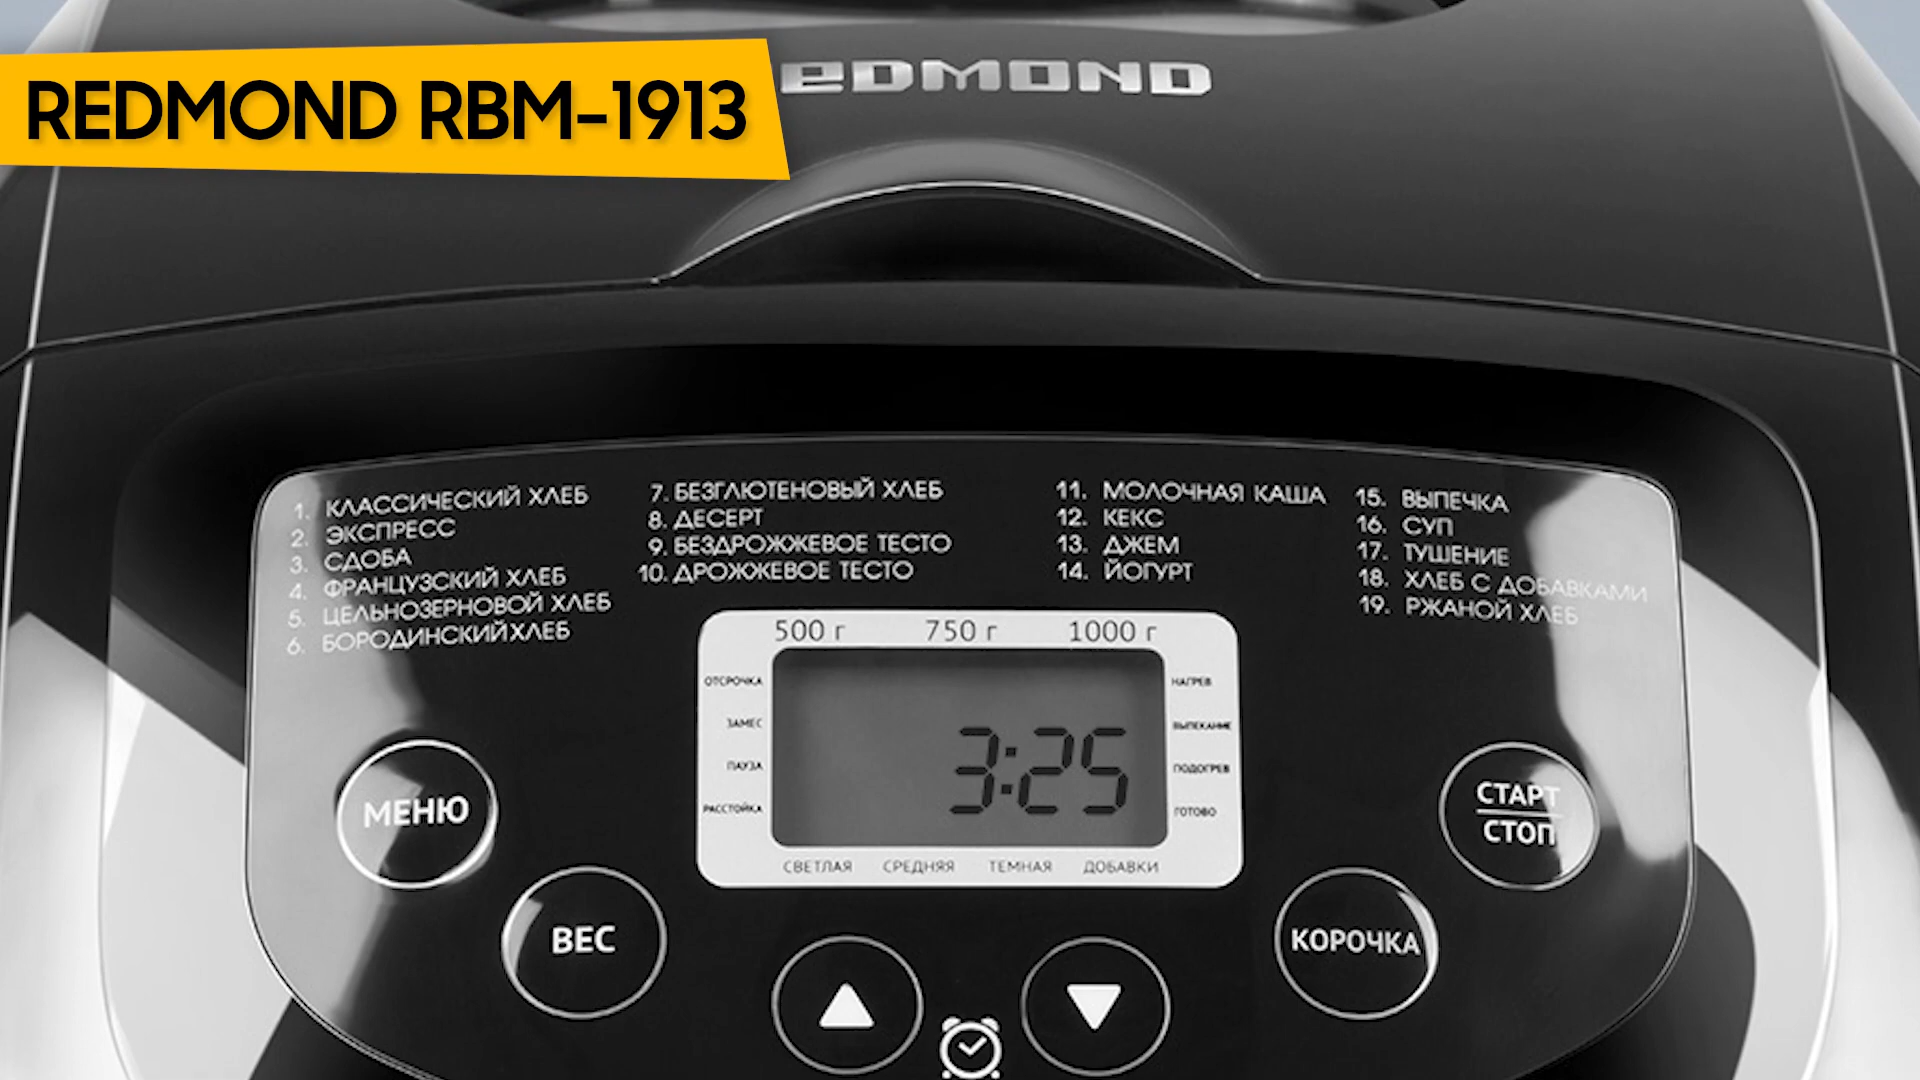 REDMOND RBM-1913
EDMOND
1. КЛАССИЧЕСКИЙ ХЛЕБ
2. ЭКСПРЕСС
3. СДОБА
4. ФРАНЦУЗСКИЙ ХЛЕБ
5. ЦЕЛЬНОЗЕРНОВОЙ ХЛЕБ
6. БОРОДИНСКИЙ ХЛЕБ
7. БЕЗГЛЮТЕНОВЫЙ ХЛЕБ
8. ДЕСЕРТ
9. БЕЗДРОЖЖЕВОЕ ТЕСТО
10. ДРОЖЖЕВОЕ ТЕСТО
11. МОЛОЧНАЯ КАША
12. КЕКС
13. ДЖЕМ
14. ЙОГУРТ
15. ВЫПЕЧКА
16. СУП
17. ТУШЕНИЕ
18. ХЛЕБ С ДОБАВКАМИ
19. РЖАНОЙ ХЛЕБ
500 г 750 г 1000 г
ОТСРОЧКА
ЗАМЕС
ПАУЗА
РАССТОЙКА
3:25
НАГРЕВ
ВЫПЕКАНИЕ
ПОДОГРЕВ
ГОТОВО
СВЕТЛАЯ СРЕДНЯЯ ТЕМНАЯ ДОБАВКИ
МЕНЮ
ВЕС
КОРОЧКА
СТАРТ
СТОП